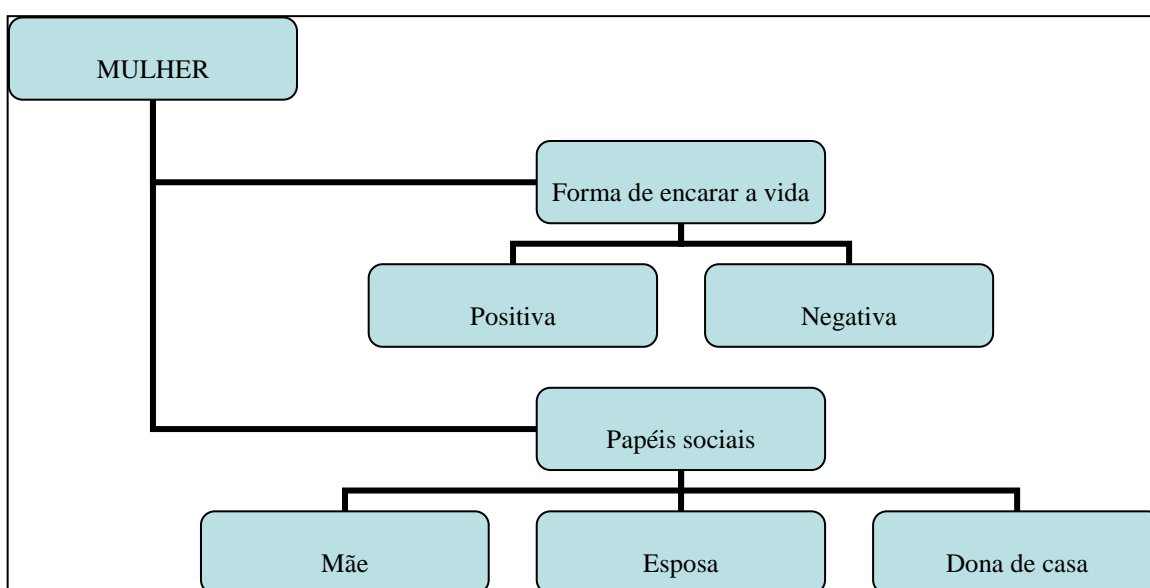 MULHER
Forma de encarar a vida
Positiva
Negativa
Papéis sociais
Mãe
Esposa
Dona de casa